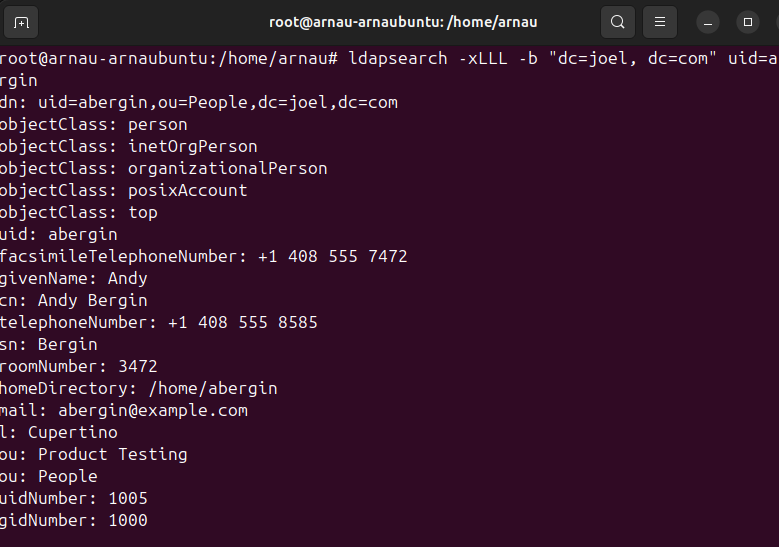 root@arnau-arnaubuntu: /home/arnau
root@arnau-arnaubuntu:/home/arnau# ldapsearch -xLLL -b "dc=joel, dc=com" uid=a
rgin
dn: uid=abergin,ou=People,dc=joel,dc=com
objectClass: person
objectClass: inetOrgPerson
objectClass: organizationalPerson
objectClass: posixAccount
objectClass: top
uid: abergin
facsimileTelephoneNumber: +1 408 555 7472
givenName: Andy
cn: Andy Bergin
telephoneNumber: +1 408 555 8585
sn: Bergin
roomNumber: 3472
homeDirectory: /home/abergin
mail: abergin@example.com
l: Cupertino
ou: Product Testing
ou: People
uidNumber: 1005
gidNumber: 1000